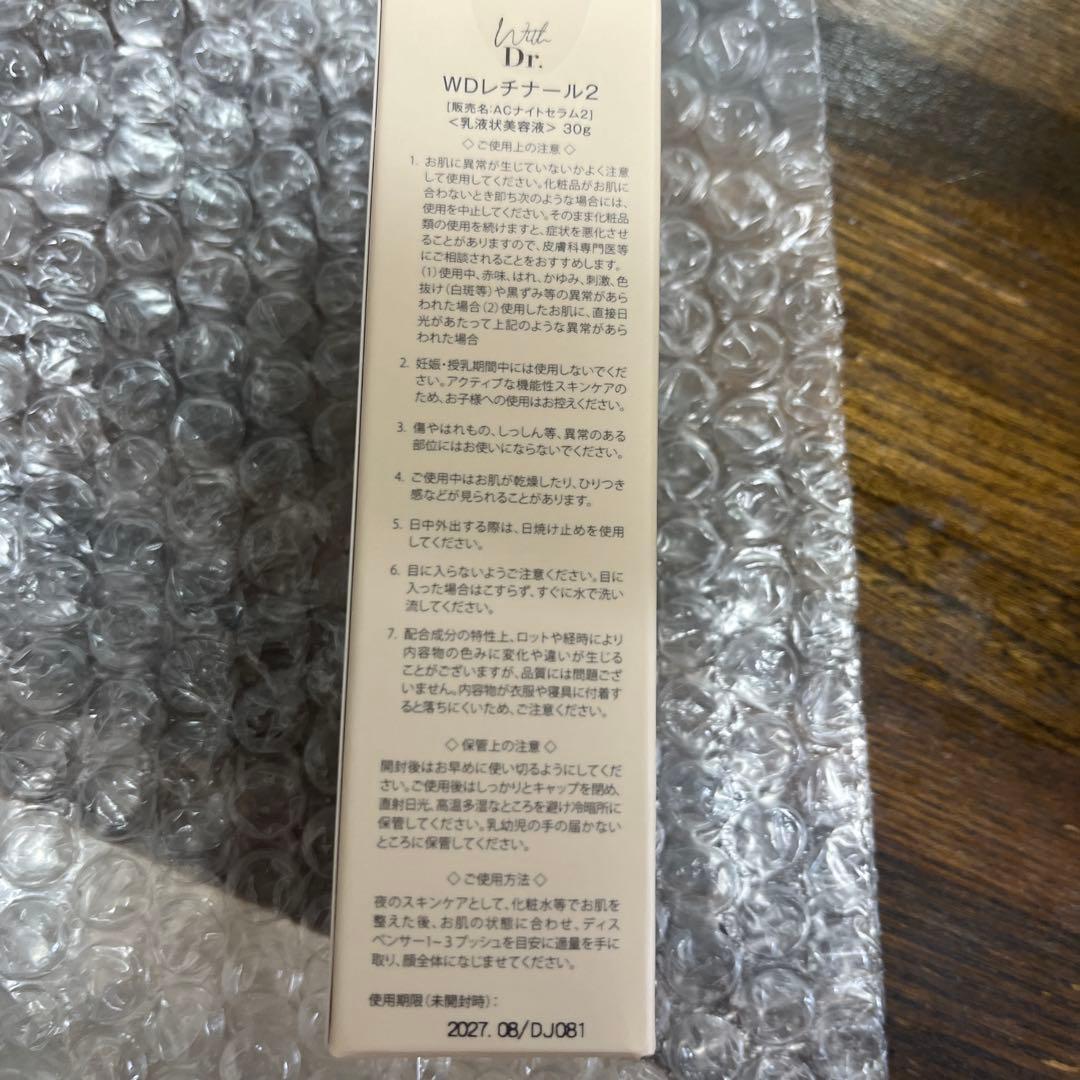 With
Dr.
WDレチナール2
[販売名:ACナイトセラム2]
<乳液状美容液> 30g
◇ご使用上の注意◇
1. お肌に異常が生じていないかよく注意
して使用してください。化粧品がお肌に
合わないとき即ち次のような場合には、
使用を中止してください。そのまま化粧品
類の使用を続けますと、症状を悪化させ
ることがありますので、皮膚科専門医等
にご相談されることをおすすめします。
(1)使用中、赤味、はれ、かゆみ、刺激、色
抜け(白斑等)や黒ずみ等の異常があら
われた場合(2)使用したお肌に、直接日
光があたって上記のような異常があら
われた場合
2. 妊娠・授乳期間中には使用しないでくだ
さい。アクティブな機能性スキンケアの
ため、お子様への使用はお控えください。
3. 傷やはれもの、しっしん等、異常のある
部位にはお使いにならないでください。
4. ご使用中はお肌が乾燥したり、ひりつき
感などが見られることがあります。
5. 日中外出する際は、日焼け止めを使用
してください。
6. 目に入らないようご注意ください。目に
入った場合はこすらず、すぐに水で洗い
流してください。
7. 配合成分の特性上、ロットや経時により
内容物の色みに変化や違いが生じる
ことがございますが、品質には問題ござ
いません。内容物が衣服や寝具に付着す
ると落ちにくいため、ご注意ください。
◇保管上の注意◇
開封後はお早めに使い切るようにしてくだ
さい。ご使用後はしっかりとキャップを閉め、
直射日光、高温多湿なところを避け冷暗所に
保管してください。乳幼児の手の届かない
ところに保管してください。
◇ご使用方法◇
夜のスキンケアとして、化粧水等でお肌を
整えた後、お肌の状態に合わせ、ディス
ペンサー1~3プッシュを目安に適量を手に
取り、顔全体になじませてください。
使用期限(未開封時):
2027. 08/DJ081